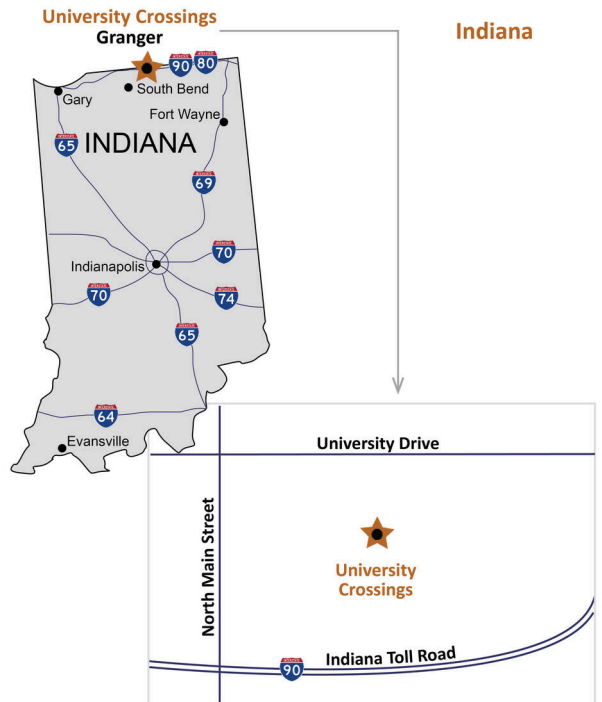 University Crossings
Granger
Indiana
90
80
Gary
South Bend
Fort Wayne
65
INDIANA
69
Indianapolis
70
70
74
65
64
Evansville
University Drive
North Main Street
University
Crossings
Indiana Toll Road
90